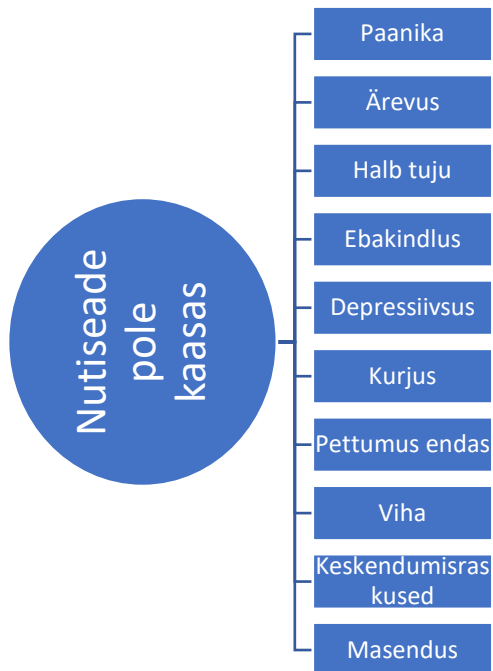 Nutiseade
pole
kaasas
Paanika
Ärevus
Halb tuju
Ebakindlus
Depressiivsus
Kurjus
Pettumus endas
Viha
Keskendumisras
kused
Masendus